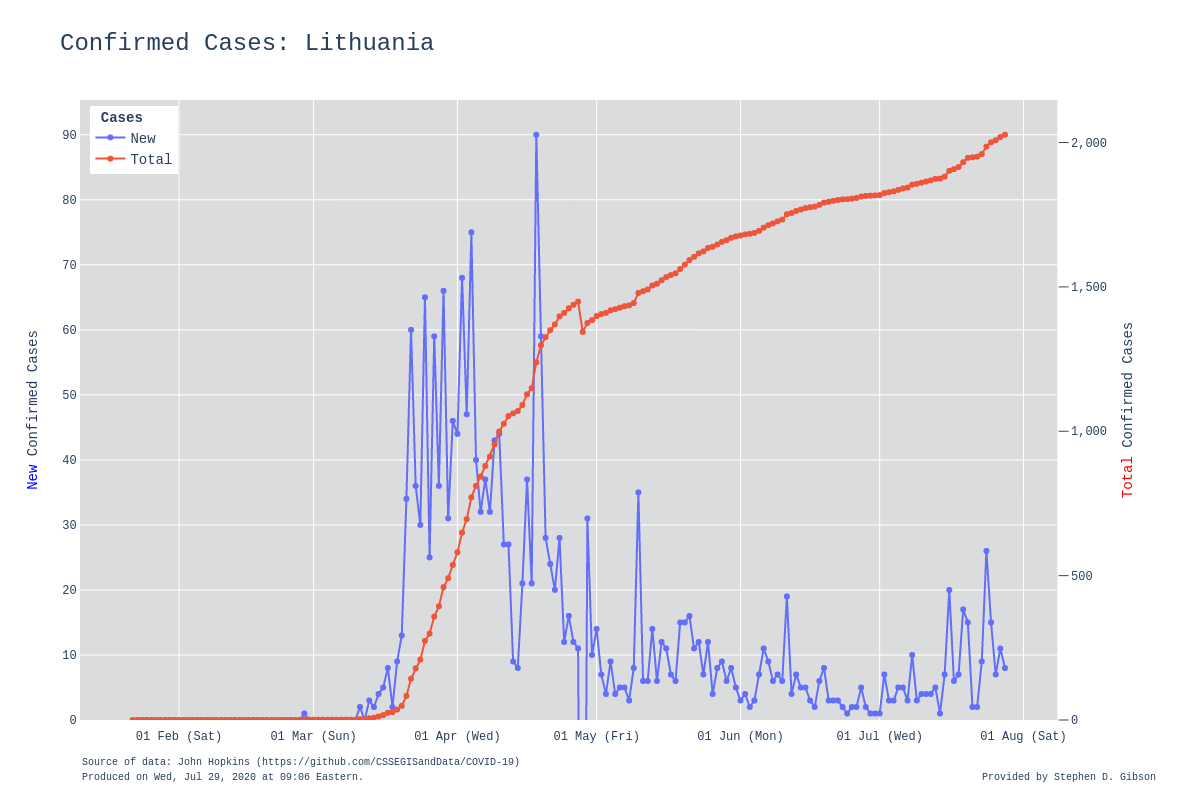 Confirmed Cases: Lithuania
Cases
New
Total
90
80
70
60
50
40
30
20
10
0
2,000
1,500
1,000
500
0
New Confirmed Cases
Total Confirmed Cases
01 Feb (Sat)
01 Mar (Sun)
01 Apr (Wed)
01 May (Fri)
01 Jun (Mon)
01 Jul (Wed)
01 Aug (Sat)
Source of data: John Hopkins (https://github.com/CSSEGISandData/COVID-19)
Produced on Wed, Jul 29, 2020 at 09:06 Eastern.
Provided by Stephen D. Gibson